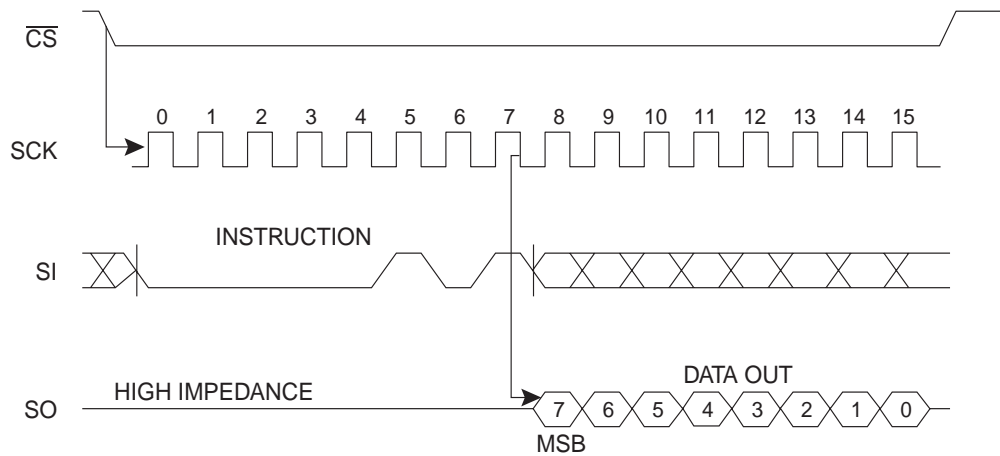 CS
0 1 2 3 4 5 6 7 8 9 10 11 12 13 14 15
SCK
INSTRUCTION
SI
HIGH IMPEDANCE
DATA OUT
SO
7 6 5 4 3 2 1 0
MSB